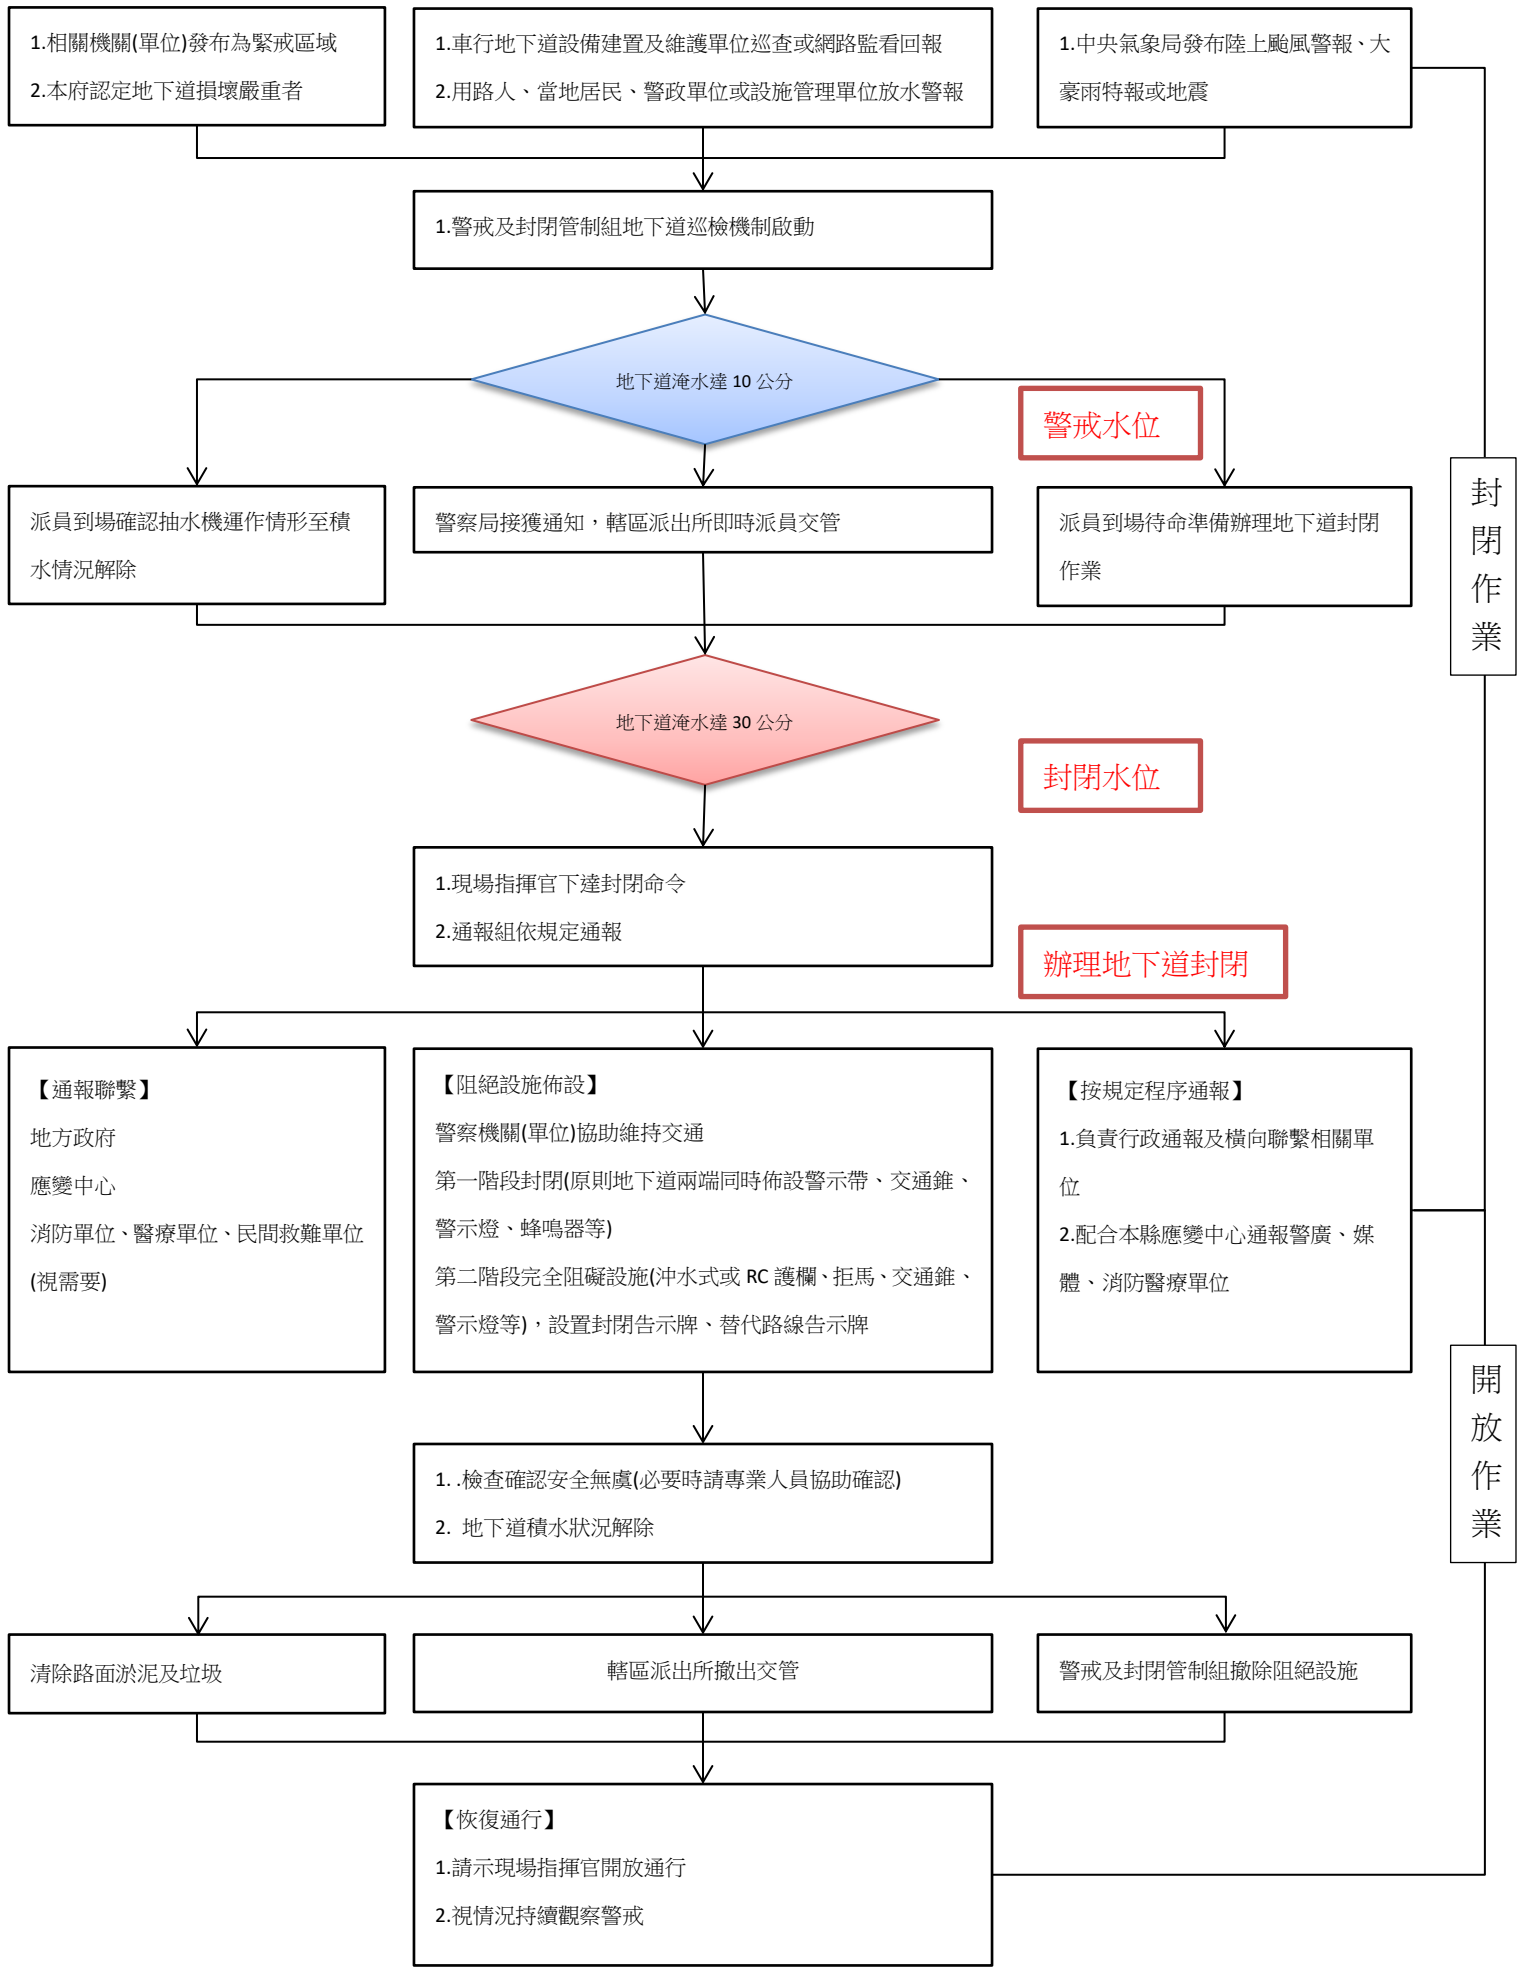 1.相關機關(單位)發布為緊戒區域
2.本府認定地下道損壞嚴重者
1.車行地下道設備建置及維護單位巡查或網路監看回報
2.用路人、當地居民、警政單位或設施管理單位放水警報
1.中央氣象局發布陸上颱風警報、大
豪雨特報或地震
1.警戒及封閉管制組地下道巡檢機制啟動
地下道淹水達 10 公分
警戒水位
派員到場確認抽水機運作情形至積
水情況解除
警察局接獲通知，轄區派出所即時派員交管
派員到場待命準備辦理地下道封閉
作業
封閉作業
地下道淹水達 30 公分
封閉水位
1.現場指揮官下達封閉命令
2.通報組依規定通報
辦理地下道封閉
【通報聯繫】
地方政府
應變中心
消防單位、醫療單位、民間救難單位
(視需要)
【阻絕設施佈設】
警察機關(單位)協助維持交通
第一階段封閉(原則地下道兩端同時佈設警示帶、交通錐、
警示燈、蜂鳴器等)
第二階段完全阻礙設施(沖水式或 RC 護欄、拒馬、交通錐、
警示燈等)，設置封閉告示牌、替代路線告示牌
【按規定程序通報】
1.負責行政通報及橫向聯繫相關單
位
2.配合本縣應變中心通報警廣、媒
體、消防醫療單位
開放作業
1. .檢查確認安全無虞(必要時請專業人員協助確認)
2. 地下道積水狀況解除
清除路面淤泥及垃圾
轄區派出所撤出交管
警戒及封閉管制組撤除阻絕設施
【恢復通行】
1.請示現場指揮官開放通行
2.視情況持續觀察警戒